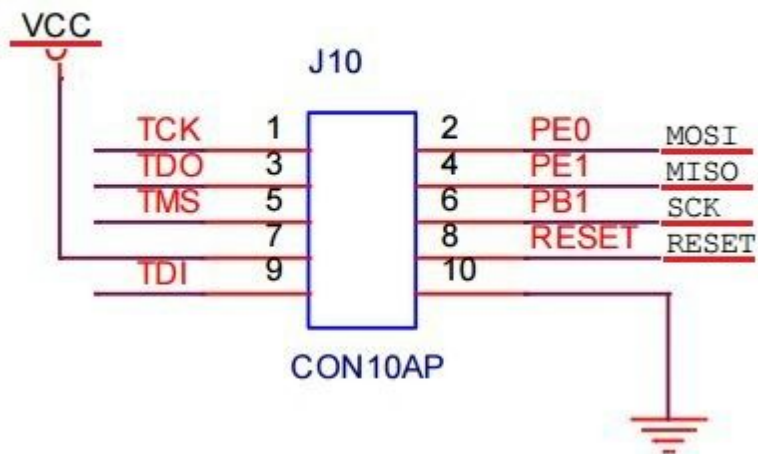 VCC
J10
TCK 1 2 PE0 MOSI
TDO 3 4 PE1 MISO
TMS 5 6 PB1 SCK
7 8 RESET RESET
TDI 9 10
CON10AP